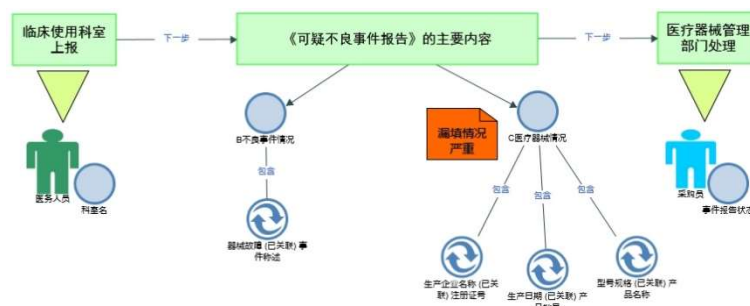 临床使用科室
上报
下一步
《可疑不良事件报告》的主要内容
下一步
医疗器械管理
部门处理
B不良事件情况
漏填情况
严重
C医疗器械情况
医务人员
科室名
包含
包含
包含
包含
采购员
事件报告状态
器械故障 (已关联) 事
件称述
生产企业名称 (已关
联) 注册证号
生产日期 (已关联) 产
型号规格 (已关联) 产
品名称